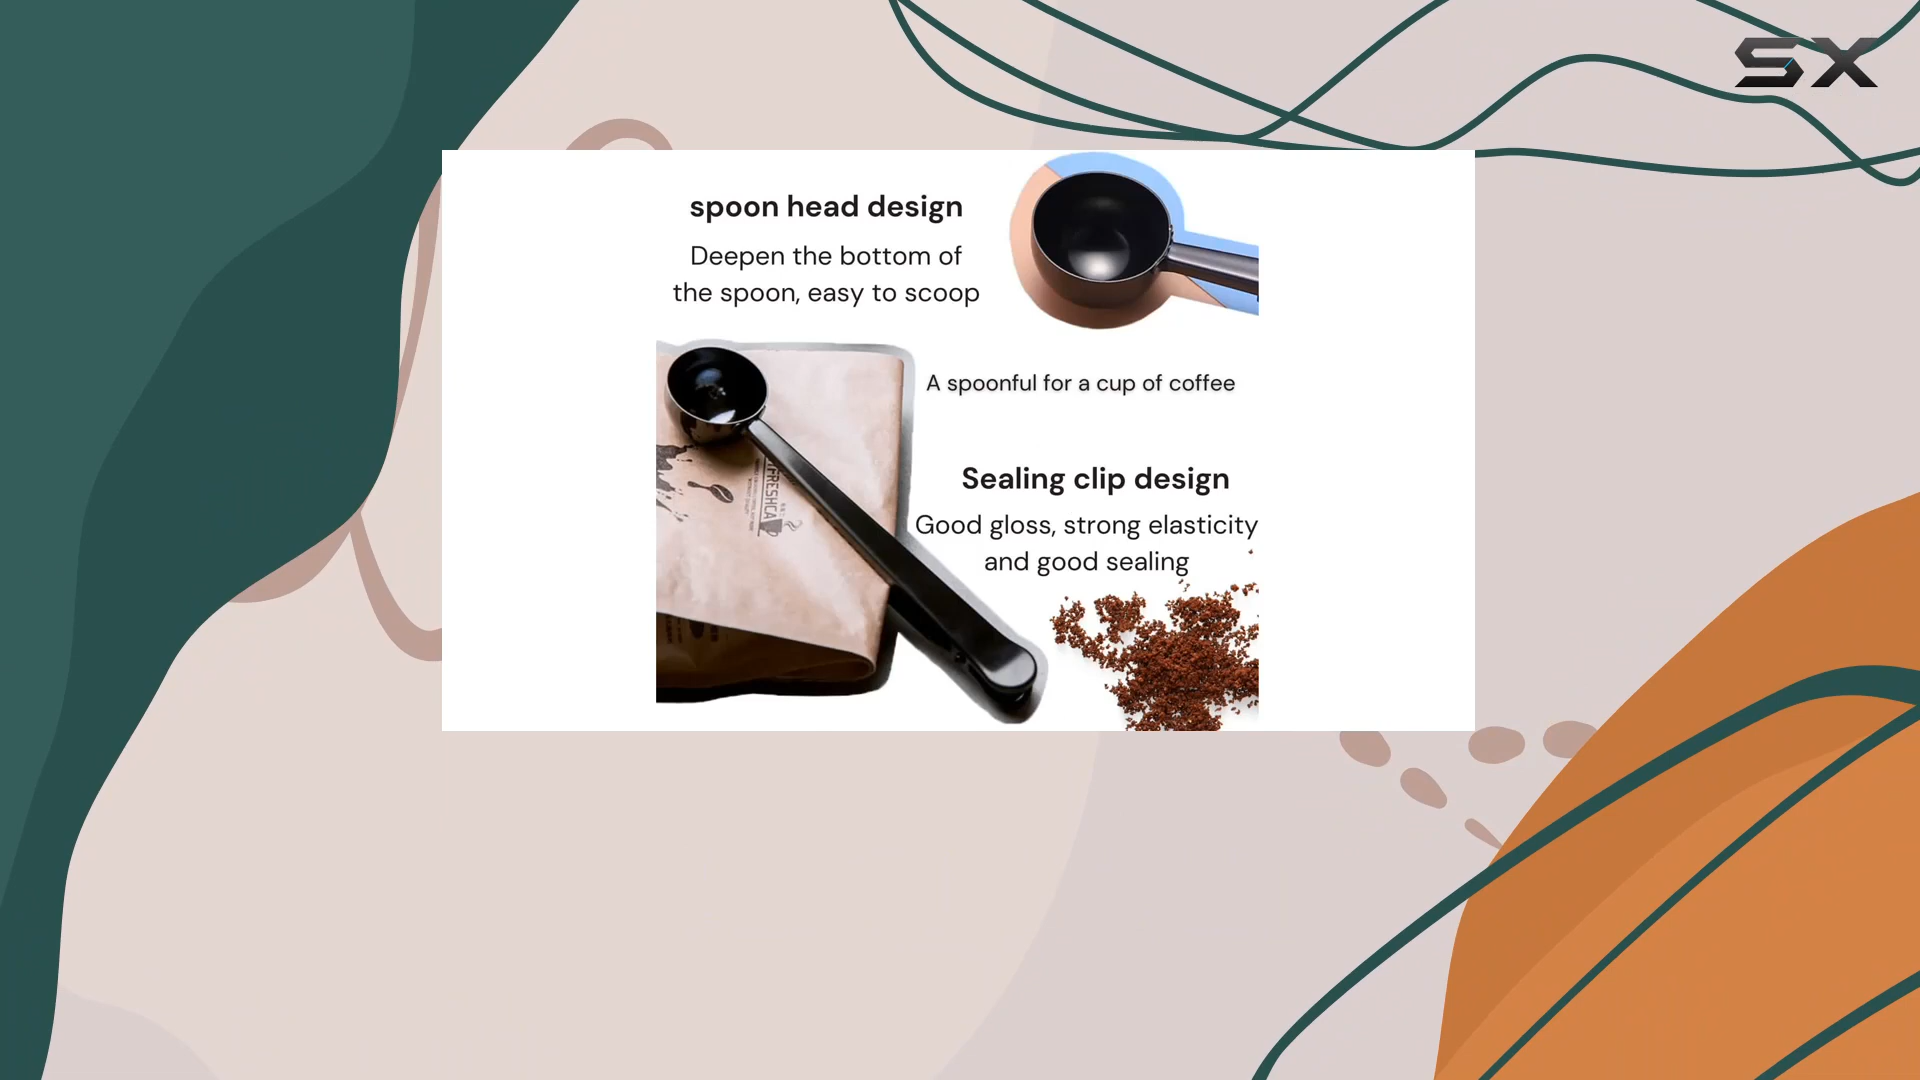 SX
spoon head design
Deepen the bottom of
the spoon, easy to scoop
A spoonful for a cup of coffee
Sealing clip design
Good gloss, strong elasticity
and good sealing